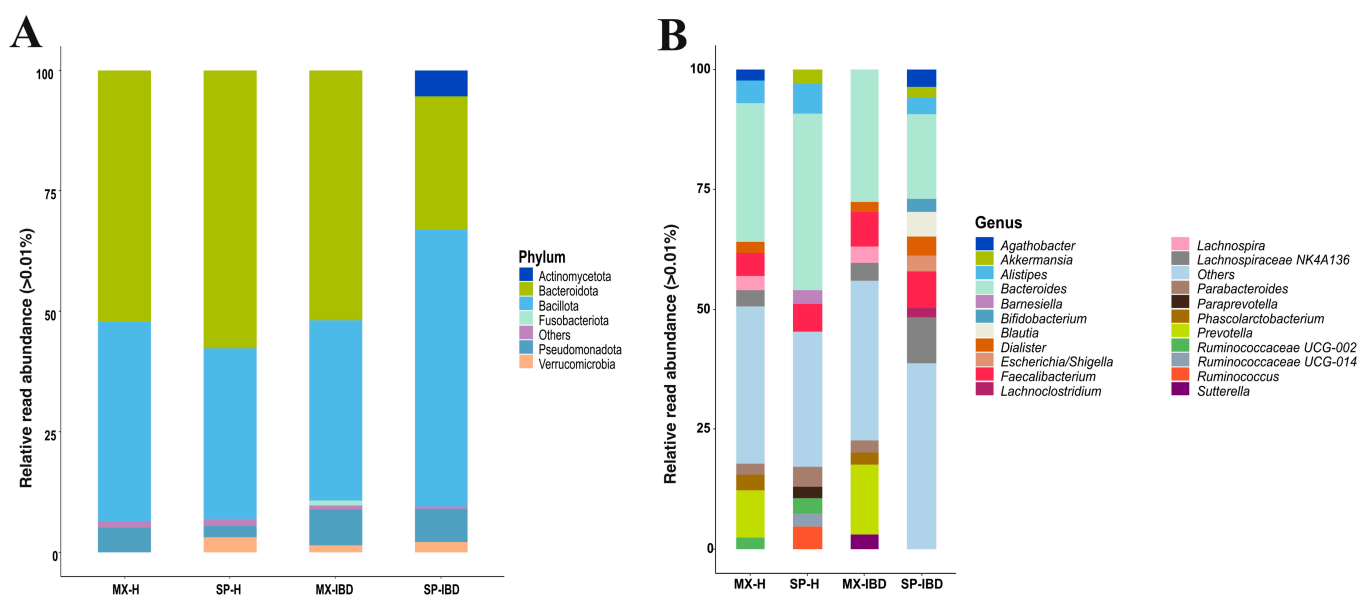 A
Relative read abundance (>0.01%)
100
75
50
25
0
MX-H
SP-H
MX-IBD
SP-IBD
Phylum
Actinomycetota
Bacteroidota
Bacillota
Fusobacteriota
Others
Pseudomonadota
Verrucomicrobia
B
Relative read abundance (>0.01%)
100
75
50
25
0
MX-H
SP-H
MX-IBD
SP-IBD
Genus
Agathobacter
Akkermansia
Alistipes
Bacteroides
Barnesiella
Bifidobacterium
Blautia
Dialister
Escherichia/Shigella
Faecalibacterium
Lachnoclostridium
Lachnospira
Lachnospiraceae NK4A136
Others
Parabacteroides
Paraprevotella
Phascolarctobacterium
Prevotella
Ruminococcaceae UCG-002
Ruminococcaceae UCG-014
Ruminococcus
Sutterella